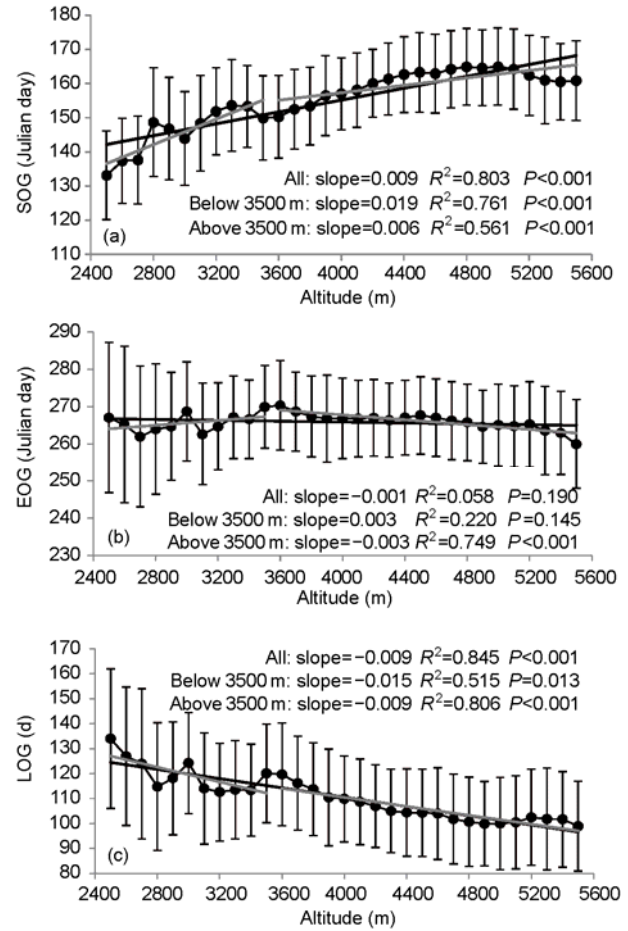 170
160
150
140
130
120
110
SOG (Julian day)
All: slope=0.009 R²=0.803 P<0.001
Below 3500 m: slope=0.019 R²=0.761 P<0.001
Above 3500 m: slope=0.006 R²=0.561 P<0.001
(a)
2400 2800 3200 3600 4000 4400 4800 5200 5600
Altitude (m)
290
280
270
260
250
240
230
EOG (Julian day)
All: slope=−0.001 R²=0.058 P=0.190
Below 3500 m: slope=0.003 R²=0.220 P=0.145
Above 3500 m: slope=−0.003 R²=0.749 P<0.001
(b)
2400 2800 3200 3600 4000 4400 4800 5200 5600
Altitude (m)
170
160
150
140
130
120
110
100
90
80
LOG (d)
All: slope=−0.009 R²=0.845 P<0.001
Below 3500 m: slope=−0.015 R²=0.515 P=0.013
Above 3500 m: slope=−0.009 R²=0.806 P<0.001
(c)
2400 2800 3200 3600 4000 4400 4800 5200 5600
Altitude (m)